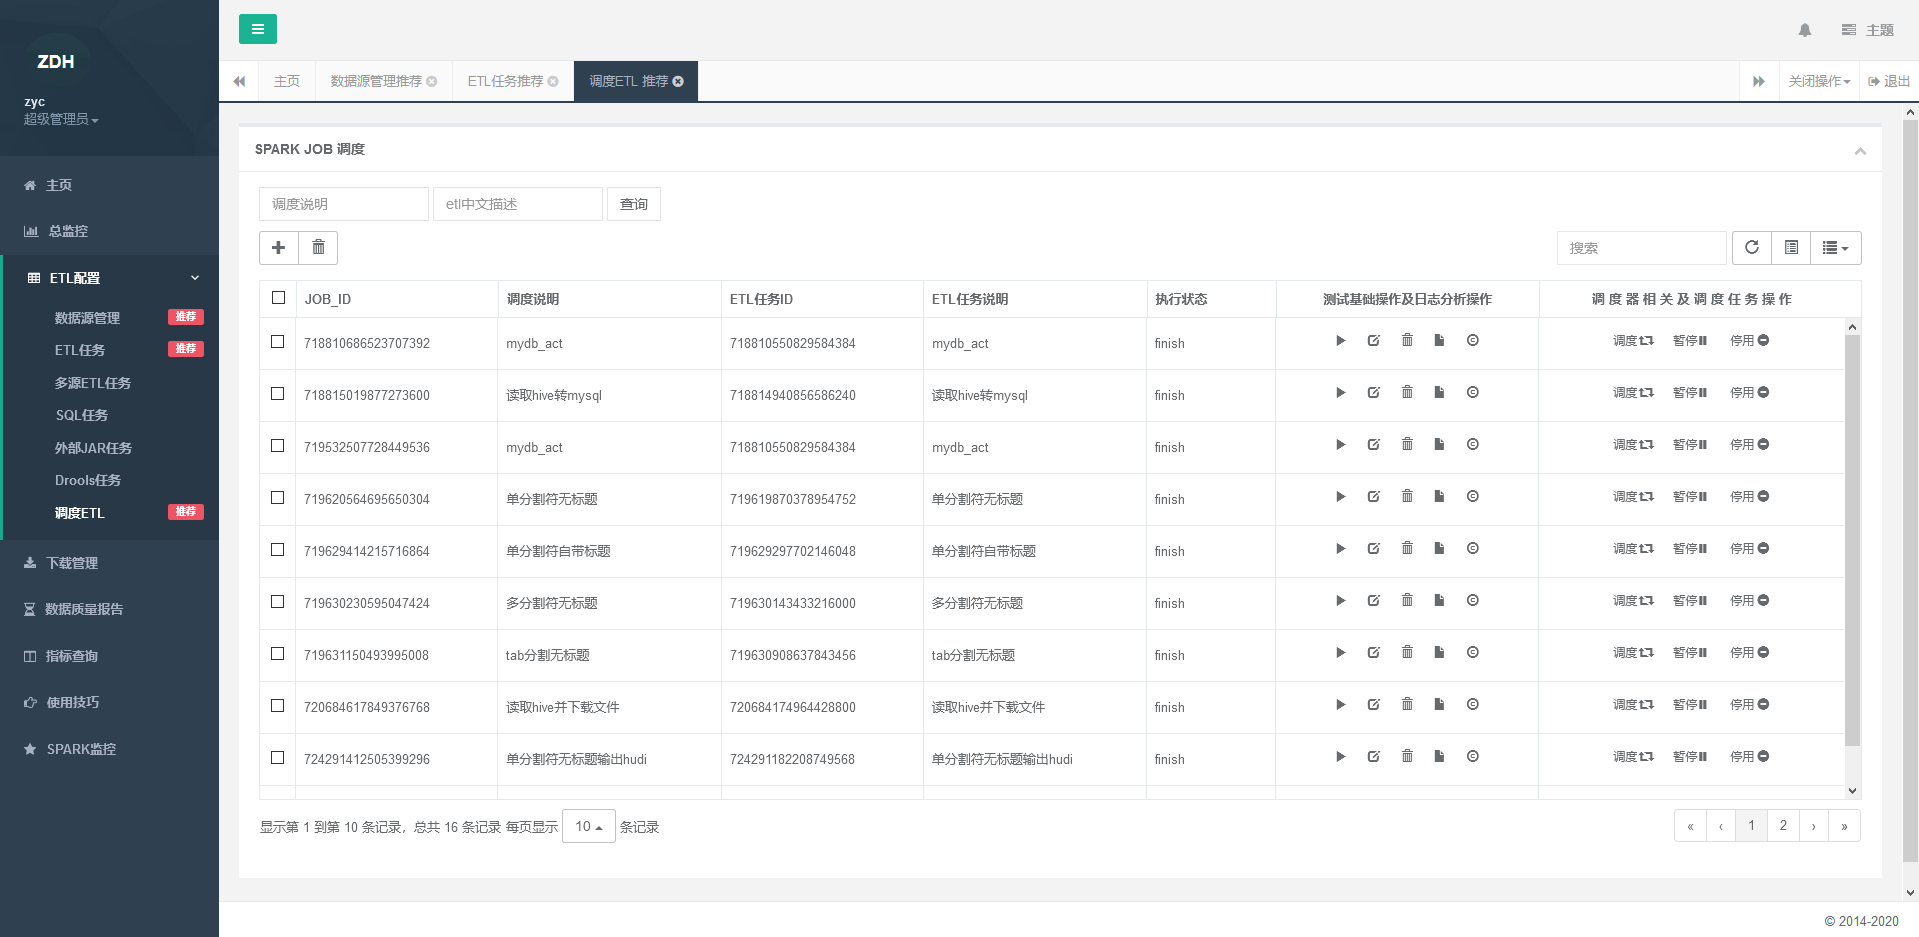 ZDH
zyc
超级管理员
主页
总监控
ETL配置
数据源管理 推荐
ETL任务 推荐
多源ETL任务
SQL任务
外部JAR任务
Drools任务
调度ETL 推荐
下载管理
数据质量报告
指标查询
使用技巧
SPARK监控
主题
主页 数据源管理推荐 ETL任务推荐 调度ETL 推荐 关闭操作 退出
SPARK JOB 调度
调度说明 etl中文描述 查询
搜索
JOB_ID 调度说明 ETL任务ID ETL任务说明 执行状态 测试基础操作及日志分析操作 调度器相关及调度任务操作
718810686523707392 mydb_act 718810550829584384 mydb_act finish 调度 暂停 停用
718815019877273600 读取hive转mysql 718814940856586240 读取hive转mysql finish 调度 暂停 停用
719532507728449536 mydb_act 718810550829584384 mydb_act finish 调度 暂停 停用
719620564695650304 单分割符无标题 719619870378954752 单分割符无标题 finish 调度 暂停 停用
719629414215716864 单分割符自带标题 719629297702146048 单分割符自带标题 finish 调度 暂停 停用
719630230595047424 多分割符无标题 719630143433216000 多分割符无标题 finish 调度 暂停 停用
719631150493995008 tab分割无标题 719630908637843456 tab分割无标题 finish 调度 暂停 停用
720684617849376768 读取hive并下载文件 720684174964428800 读取hive并下载文件 finish 调度 暂停 停用
724291412505399296 单分割符无标题输出hudi 724291182208749568 单分割符无标题输出hudi finish 调度 暂停 停用
显示第 1 到第 10 条记录，总共 16 条记录 每页显示 10 条记录 « ‹ 1 2 › »
© 2014-2020